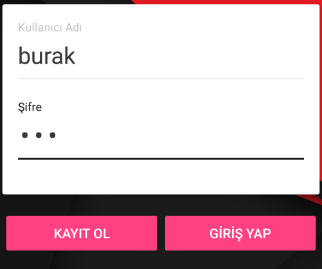 Kullanıcı Adı
burak
Şifre
•••
KAYIT OL
GİRİŞ YAP